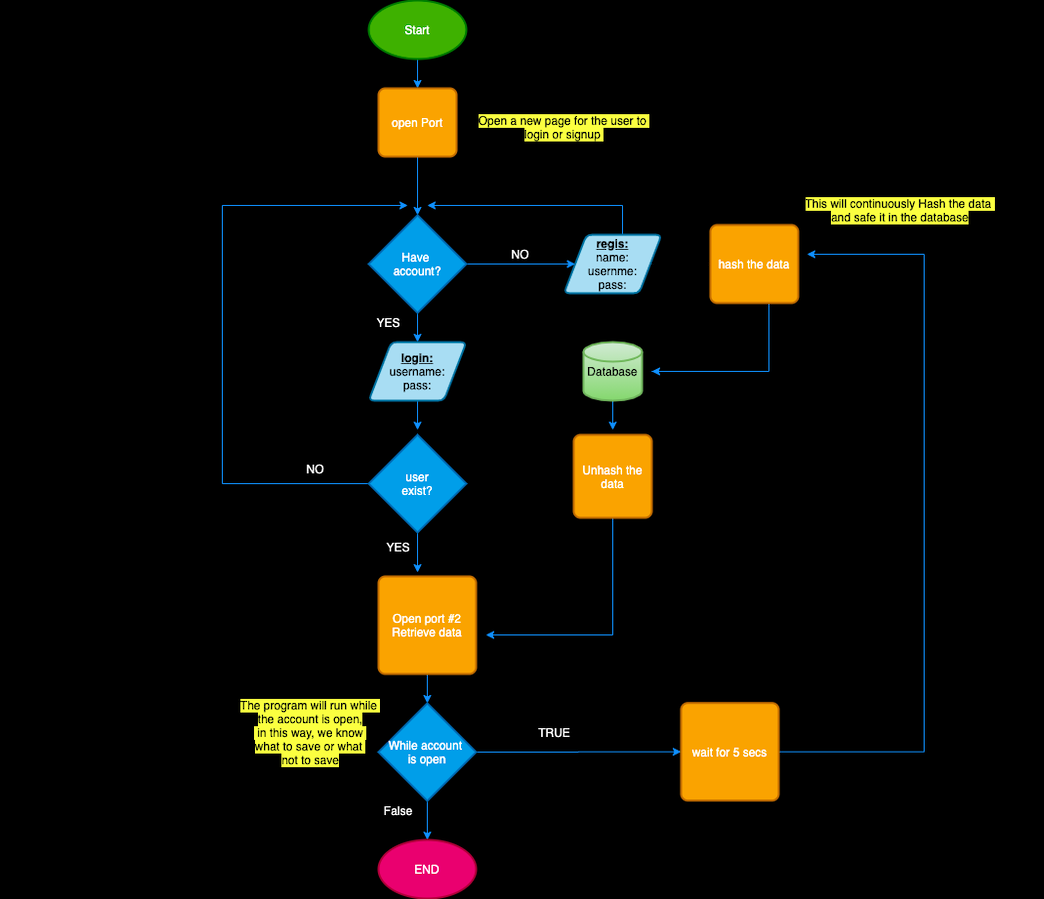 Start
open Port
Open a new page for the user to
login or signup
This will continuously Hash the data
and safe it in the database
Have
account?
NO
regis:
name:
usernme:
pass:
hash the data
YES
login:
username:
pass:
Database
NO
user
exist?
Unhash the
data
YES
Open port #2
Retrieve data
The program will run while
the account is open,
in this way, we know
what to save or what
not to save
While account
is open
TRUE
wait for 5 secs
False
END